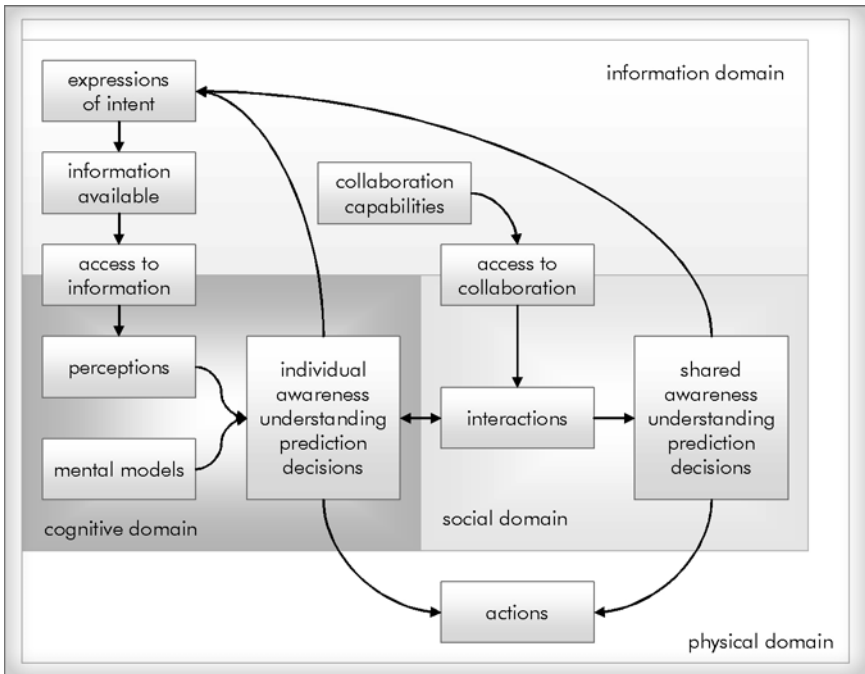 information domain
expressions
of intent
information
available
collaboration
capabilities
access to
information
access to
collaboration
perceptions
individual
awareness
understanding
prediction
decisions
interactions
shared
awareness
understanding
prediction
decisions
mental models
cognitive domain
social domain
actions
physical domain